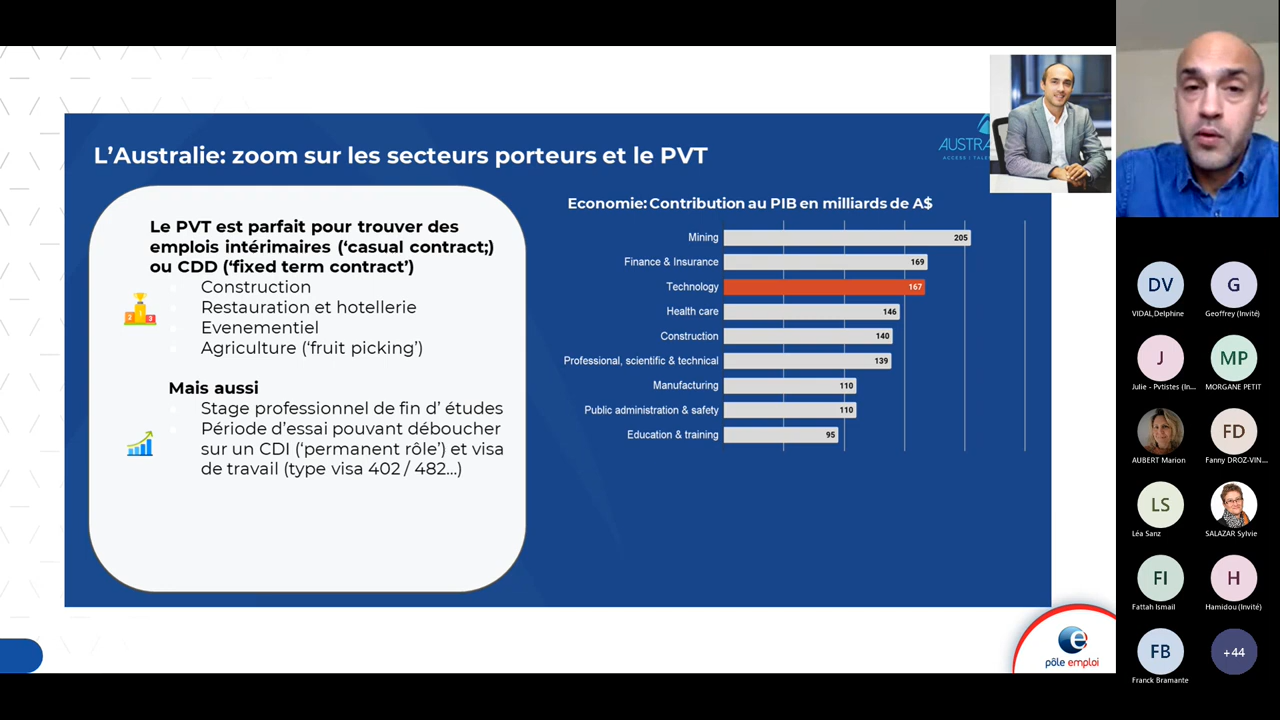 L'Australie: zoom sur les secteurs porteurs et le PVT
AUSTRA
ACCESS | TALE
Le PVT est parfait pour trouver des
emplois intérimaires ('casual contract;)
ou CDD ('fixed term contract')
Construction
Restauration et hotellerie
Evenementiel
Agriculture ('fruit picking')
Mais aussi
Stage professionnel de fin d' études
Période d'essai pouvant déboucher
sur un CDI ('permanent rôle') et visa
de travail (type visa 402 / 482...)
Economie: Contribution au PIB en milliards de A$
Mining 205
Finance & Insurance 169
Technology 167
Health care 146
Construction 140
Professional, scientific & technical 139
Manufacturing 110
Public administration & safety 110
Education & training 95
pôle emploi
DV G
VIDAL,Delphine Geoffrey (Invité)
J MP
Julie - Pvtistes (In... MORGANE PETIT
FD
AUBERT Marion Fanny DROZ-VIN...
LS
Léa Sanz SALAZAR Sylvie
FI H
Fattah Ismail Hamidou (Invité)
FB +44
Franck Bramante